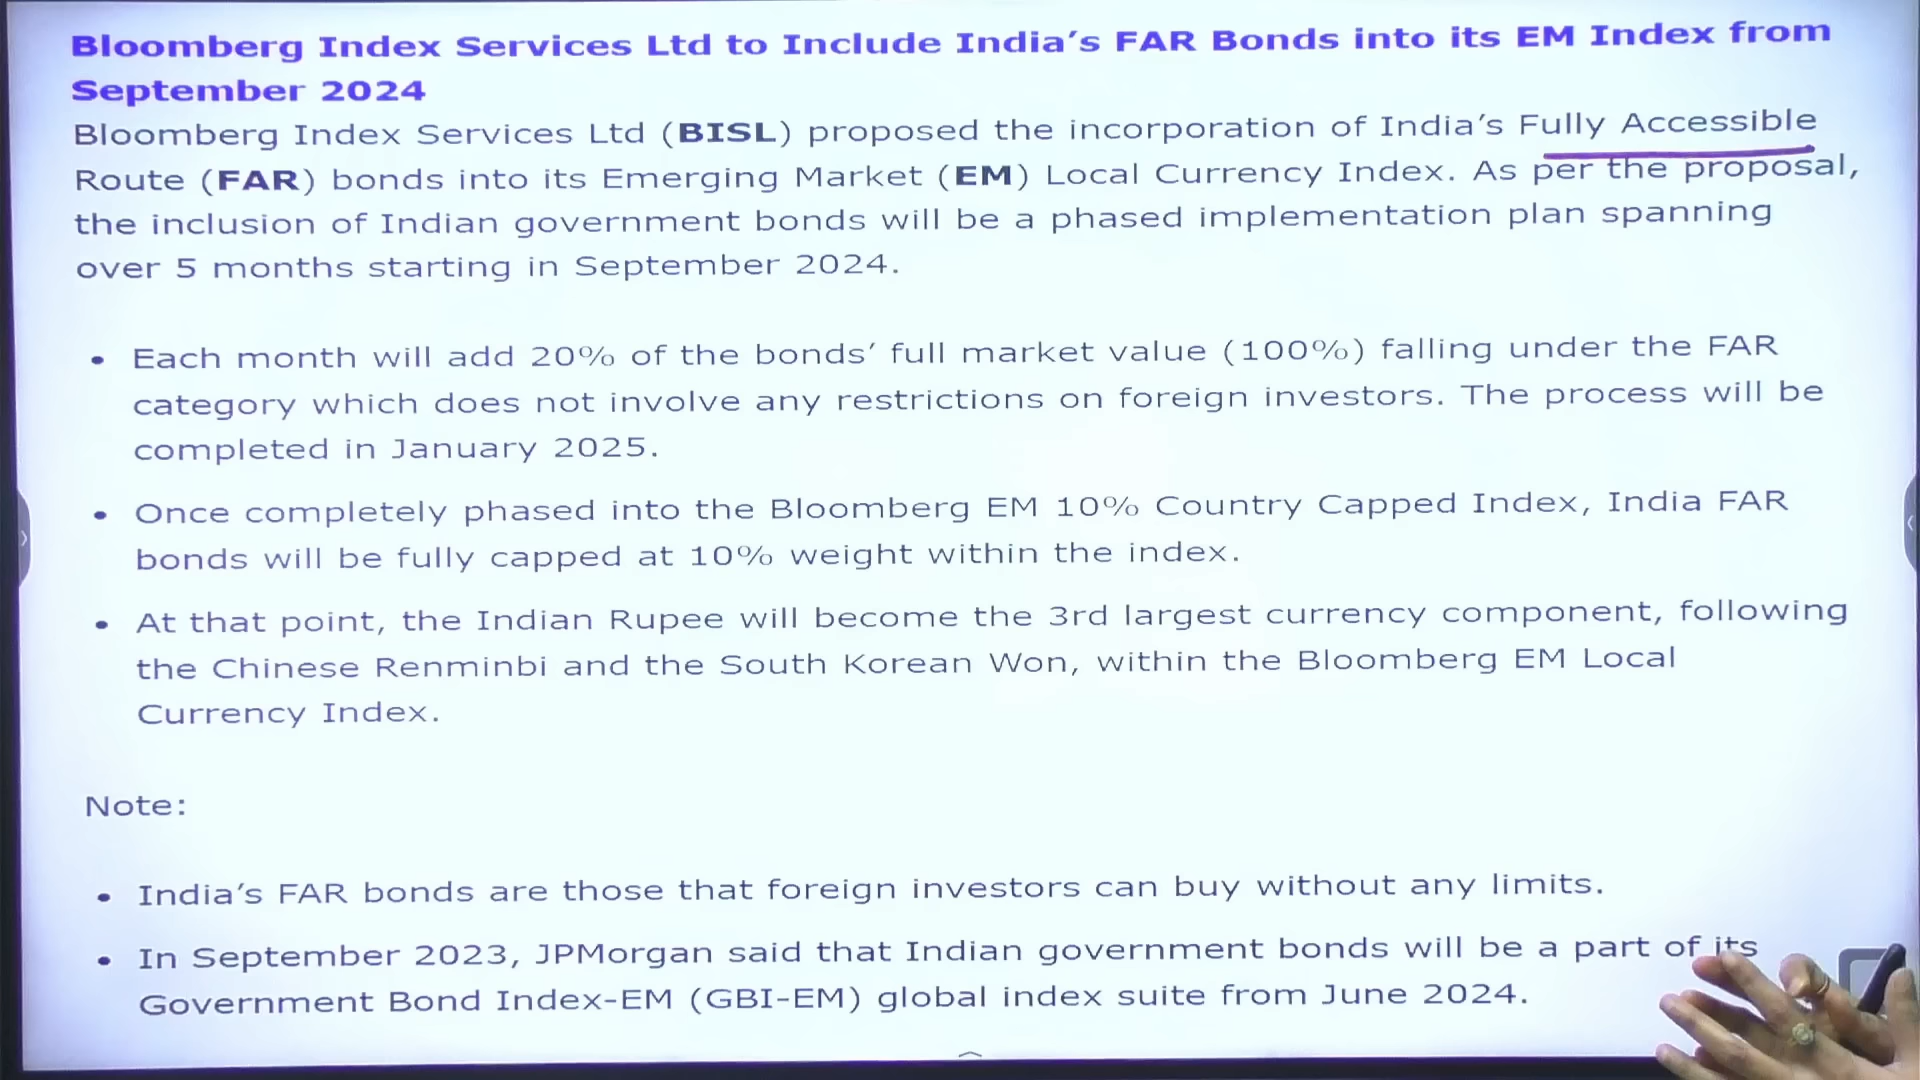 Bloomberg Index Services Ltd to Include India's FAR Bonds into its EM Index from
September 2024
Bloomberg Index Services Ltd (BISL) proposed the incorporation of India's Fully Accessible
Route (FAR) bonds into its Emerging Market (EM) Local Currency Index. As per the proposal,
the inclusion of Indian government bonds will be a phased implementation plan spanning
over 5 months starting in September 2024.
• Each month will add 20% of the bonds' full market value (100%) falling under the FAR
category which does not involve any restrictions on foreign investors. The process will be
completed in January 2025.
• Once completely phased into the Bloomberg EM 10% Country Capped Index, India FAR
bonds will be fully capped at 10% weight within the index.
• At that point, the Indian Rupee will become the 3rd largest currency component, following
the Chinese Renminbi and the South Korean Won, within the Bloomberg EM Local
Currency Index.
Note:
• India's FAR bonds are those that foreign investors can buy without any limits.
• In September 2023, JPMorgan said that Indian government bonds will be a part of its
Government Bond Index-EM (GBI-EM) global index suite from June 2024.